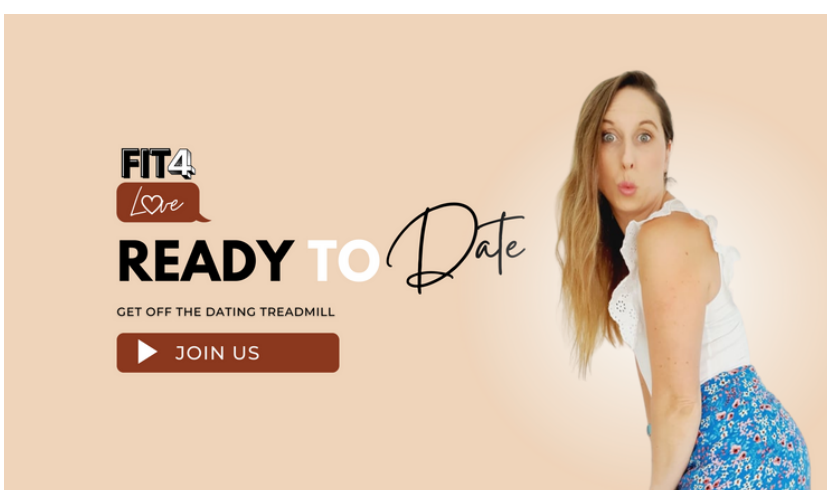 FIT4
Love
READY TO Date
GET OFF THE DATING TREADMILL
JOIN US